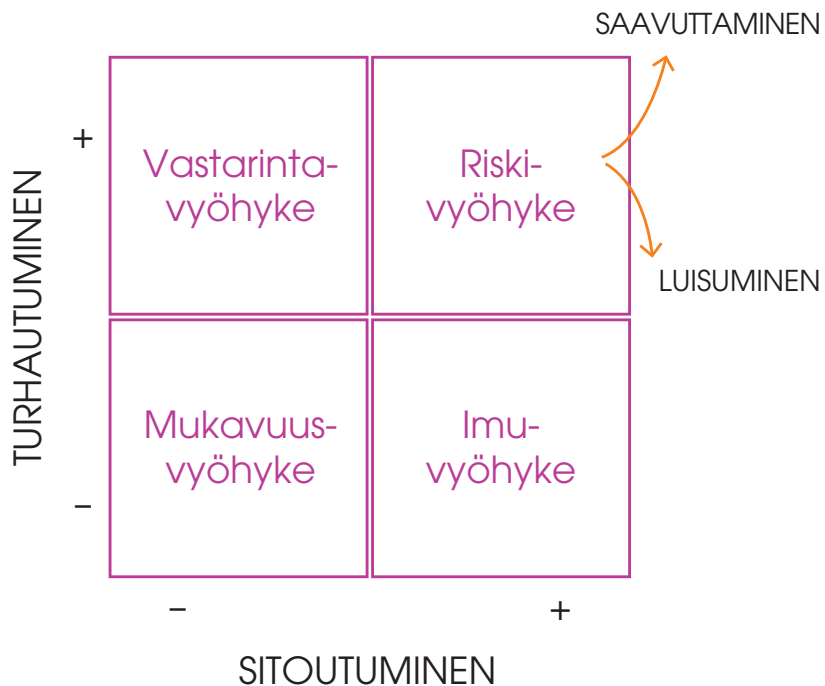 SAAVUTTAMINEN
+
Vastarinta-
vyöhyke
Riski-
vyöhyke
LUISUMINEN
TURHAUTUMINEN
Mukavuus-
vyöhyke
Imu-
vyöhyke
–
–
+
SITOUTUMINEN